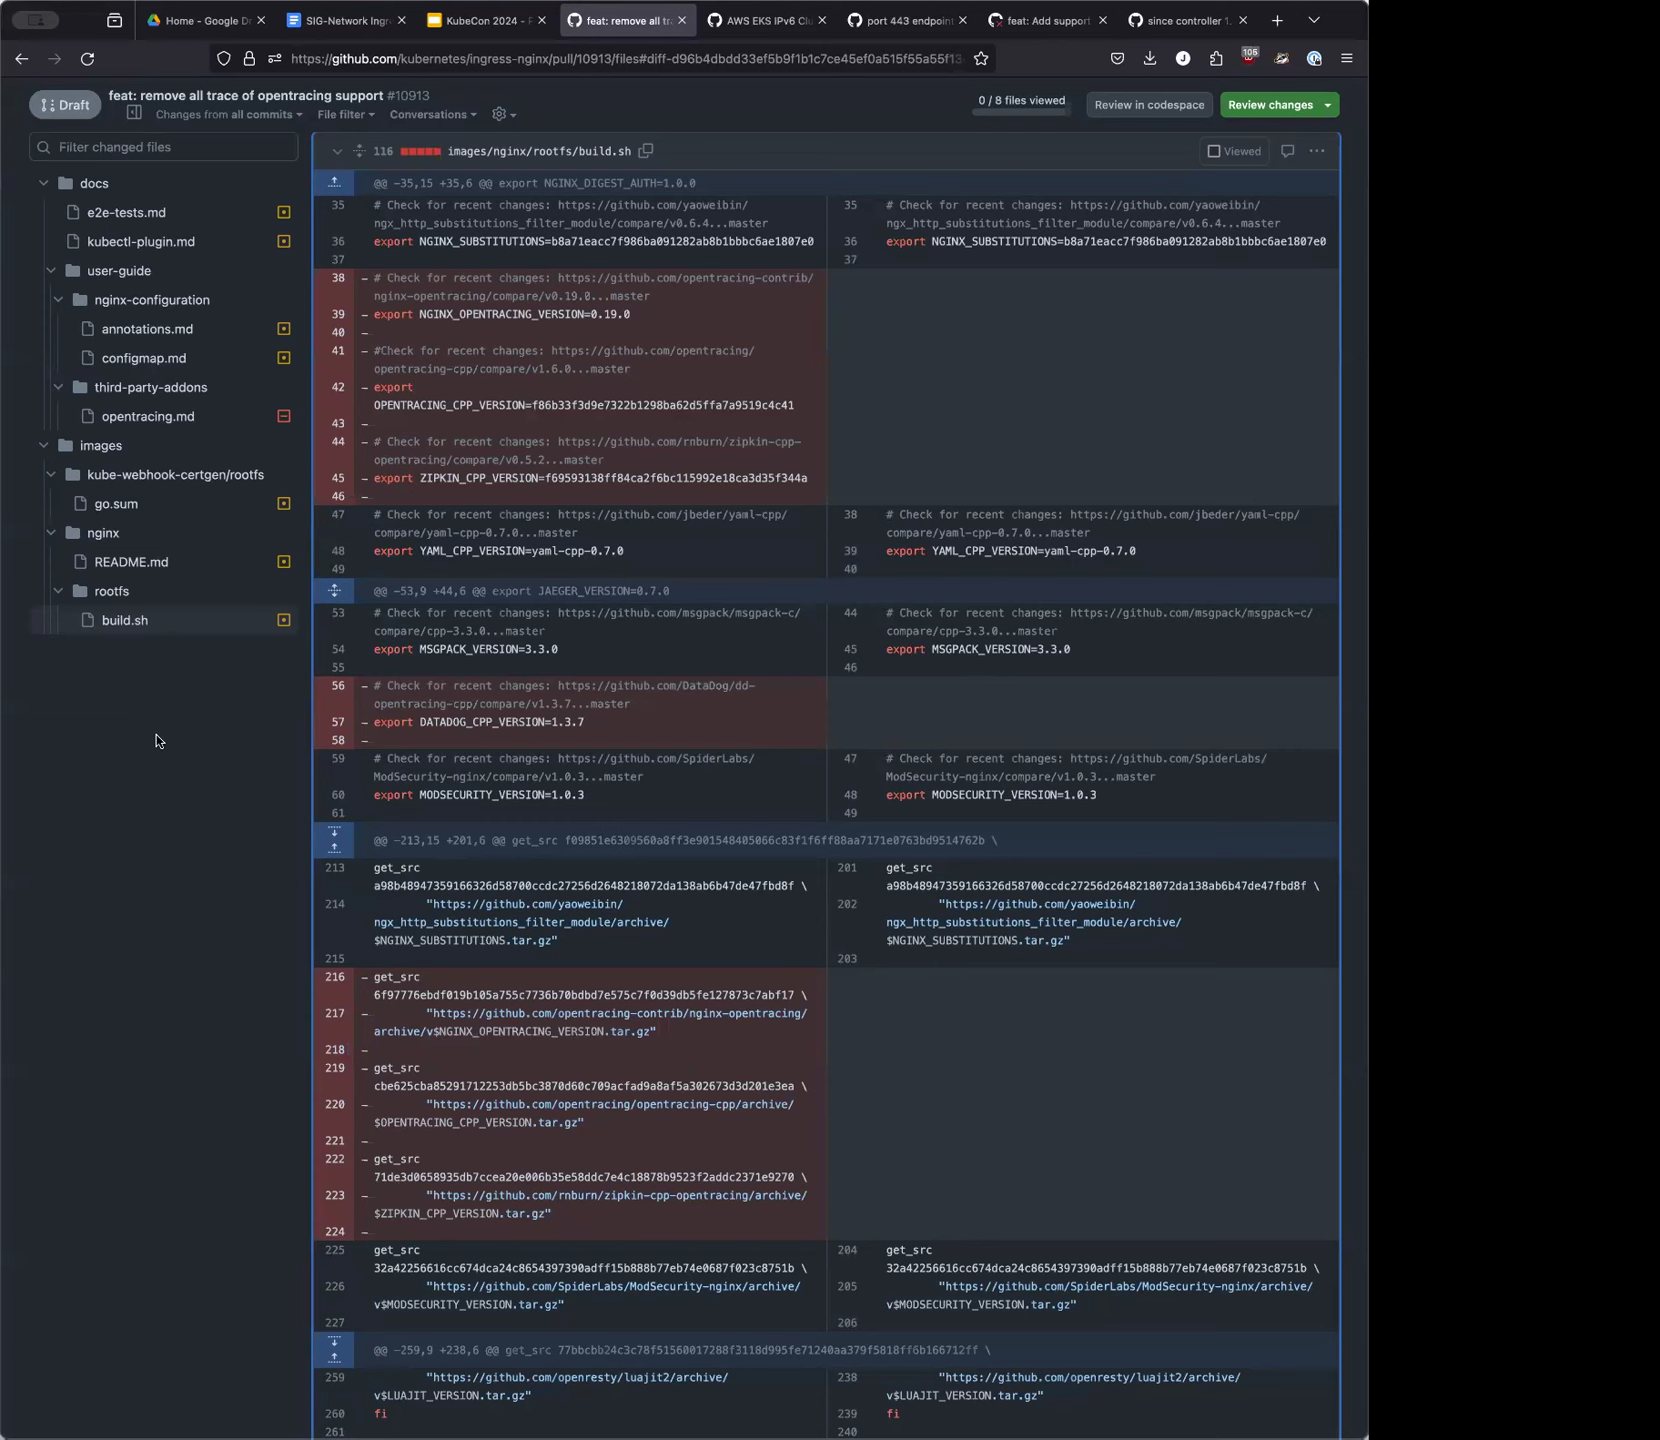 Home - Google Dr
SIG-Network Ingr
KubeCon 2024 - P
feat: remove all tra
AWS EKS IPv6 Clu
port 443 endpoin
feat: Add support
since controller 1.
https://github.com/kubernetes/ingress-nginx/pull/10913/files#diff-d96b4dbdd33ef5b9f1b1c7ce45ef0a515f55a55f13
105
Draft
feat: remove all trace of opentracing support #10913
Changes from all commits
File filter
Conversations
0 / 8 files viewed
Review in codespace
Review changes
Filter changed files
docs
e2e-tests.md
kubectl-plugin.md
user-guide
nginx-configuration
annotations.md
configmap.md
third-party-addons
opentracing.md
images
kube-webhook-certgen/rootfs
go.sum
nginx
README.md
rootfs
build.sh
116 images/nginx/rootfs/build.sh
Viewed
@@ -35,15 +35,6 @@ export NGINX_DIGEST_AUTH=1.0.0
35 # Check for recent changes: https://github.com/yaoweibin/
ngx_http_substitutions_filter_module/compare/v0.6.4...master
36 export NGINX_SUBSTITUTIONS=b8a71eacc7f986ba091282ab8b1bbbc6ae1807e0
37
38 - # Check for recent changes: https://github.com/opentracing-contrib/
nginx-opentracing/compare/v0.19.0...master
39 - export NGINX_OPENTRACING_VERSION=0.19.0
40 -
41 - #Check for recent changes: https://github.com/opentracing/
opentracing-cpp/compare/v1.6.0...master
42 - export
OPENTRACING_CPP_VERSION=f86b33f3d9e7322b1298ba62d5ffa7a9519c4c41
43 -
44 - # Check for recent changes: https://github.com/rnburn/zipkin-cpp-
opentracing/compare/v0.5.2...master
45 - export ZIPKIN_CPP_VERSION=f69593138ff84ca2f6bc115992e18ca3d35f344a
46 -
47 # Check for recent changes: https://github.com/jbeder/yaml-cpp/
compare/yaml-cpp-0.7.0...master
48 export YAML_CPP_VERSION=yaml-cpp-0.7.0
49
35 # Check for recent changes: https://github.com/yaoweibin/
ngx_http_substitutions_filter_module/compare/v0.6.4...master
36 export NGINX_SUBSTITUTIONS=b8a71eacc7f986ba091282ab8b1bbbc6ae1807e0
37
38 # Check for recent changes: https://github.com/jbeder/yaml-cpp/
compare/yaml-cpp-0.7.0...master
39 export YAML_CPP_VERSION=yaml-cpp-0.7.0
40
@@ -53,9 +44,6 @@ export JAEGER_VERSION=0.7.0
53 # Check for recent changes: https://github.com/msgpack/msgpack-c/
compare/cpp-3.3.0...master
54 export MSGPACK_VERSION=3.3.0
55
56 - # Check for recent changes: https://github.com/DataDog/dd-
opentracing-cpp/compare/v1.3.7...master
57 - export DATADOG_CPP_VERSION=1.3.7
58 -
59 # Check for recent changes: https://github.com/SpiderLabs/
ModSecurity-nginx/compare/v1.0.3...master
60 export MODSECURITY_VERSION=1.0.3
61
44 # Check for recent changes: https://github.com/msgpack/msgpack-c/
compare/cpp-3.3.0...master
45 export MSGPACK_VERSION=3.3.0
46
47 # Check for recent changes: https://github.com/SpiderLabs/
ModSecurity-nginx/compare/v1.0.3...master
48 export MODSECURITY_VERSION=1.0.3
49
@@ -213,15 +201,6 @@ get_src f09851e6309560a8ff3e901548405066c83f1f6ff88aa7171e0763bd9514762b \
213 get_src
a98b48947359166326d58700ccdc27256d2648218072da138ab6b47de47fbd8f \
214 "https://github.com/yaoweibin/
ngx_http_substitutions_filter_module/archive/
$NGINX_SUBSTITUTIONS.tar.gz"
215
216 - get_src
6f97776ebdf019b105a755c7736b70bdbd7e575c7f0d39db5fe127873c7abf17 \
217 - "https://github.com/opentracing-contrib/nginx-opentracing/
archive/v$NGINX_OPENTRACING_VERSION.tar.gz"
218 -
219 - get_src
cbe625cba85291712253db5bc3870d60c709acfad9a8af5a302673d3d201e3ea \
220 - "https://github.com/opentracing/opentracing-cpp/archive/
$OPENTRACING_CPP_VERSION.tar.gz"
221 -
222 - get_src
71de3d0658935db7ccea20e006b35e58ddc7e4c18878b9523f2addc2371e9270 \
223 - "https://github.com/rnburn/zipkin-cpp-opentracing/archive/
$ZIPKIN_CPP_VERSION.tar.gz"
224 -
225 get_src
32a42256616cc674dca24c8654397390adff15b888b77eb74e0687f023c8751b \
226 "https://github.com/SpiderLabs/ModSecurity-nginx/archive/
v$MODSECURITY_VERSION.tar.gz"
227
201 get_src
a98b48947359166326d58700ccdc27256d2648218072da138ab6b47de47fbd8f \
202 "https://github.com/yaoweibin/
ngx_http_substitutions_filter_module/archive/
$NGINX_SUBSTITUTIONS.tar.gz"
203
204 get_src
32a42256616cc674dca24c8654397390adff15b888b77eb74e0687f023c8751b \
205 "https://github.com/SpiderLabs/ModSecurity-nginx/archive/
v$MODSECURITY_VERSION.tar.gz"
206
@@ -259,9 +238,6 @@ get_src 77bbcbb24c3c78f51560017288f3118d995fe71240aa379f5818ff6b166712ff \
259 "https://github.com/openresty/luajit2/archive/
v$LUAJIT_VERSION.tar.gz"
260 fi
261
238 "https://github.com/openresty/luajit2/archive/
v$LUAJIT_VERSION.tar.gz"
239 fi
240